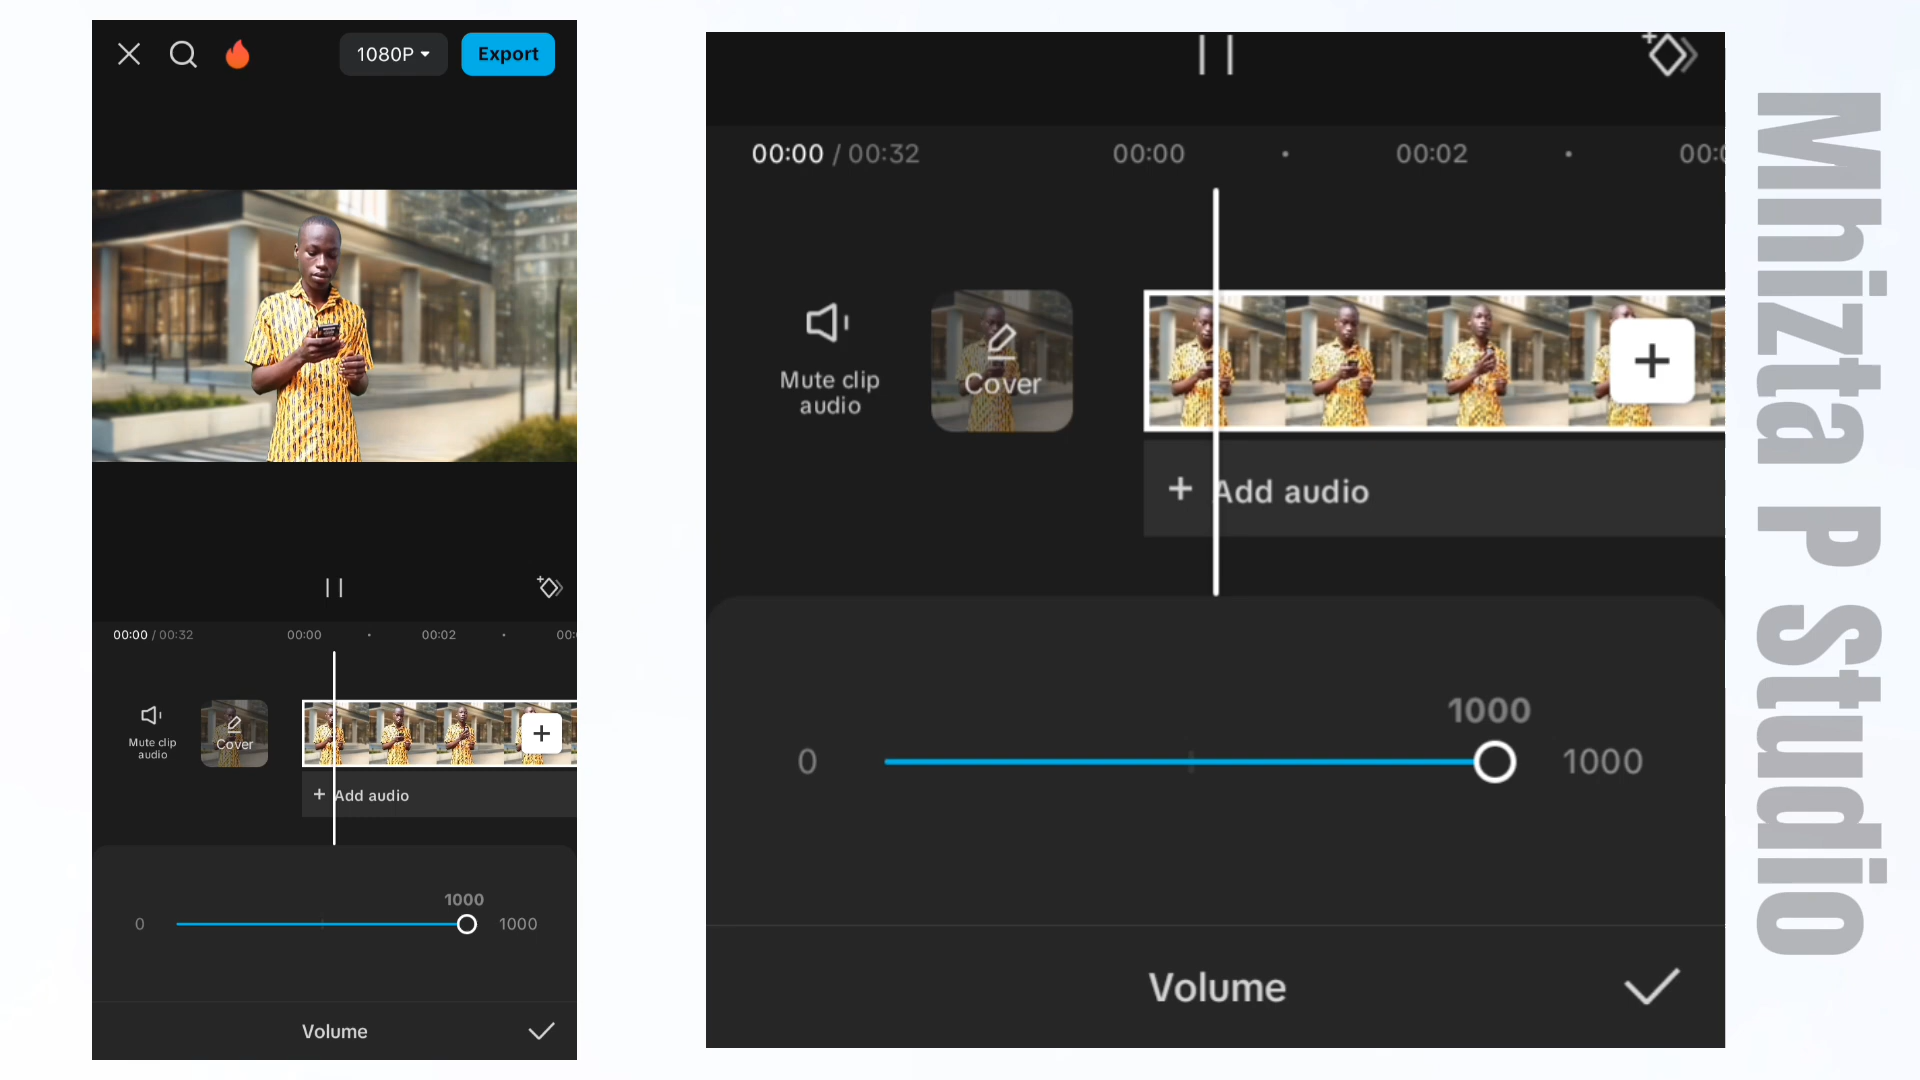 1080P
Export
00:00 / 00:32
00:00
00:02
00:
Mute clip
audio
Cover
+ Add audio
1000
0
1000
Volume
00:00 / 00:32
00:00
00:02
00:
Mute clip
audio
Cover
+ Add audio
1000
0
1000
Volume
Mhizta P Studio